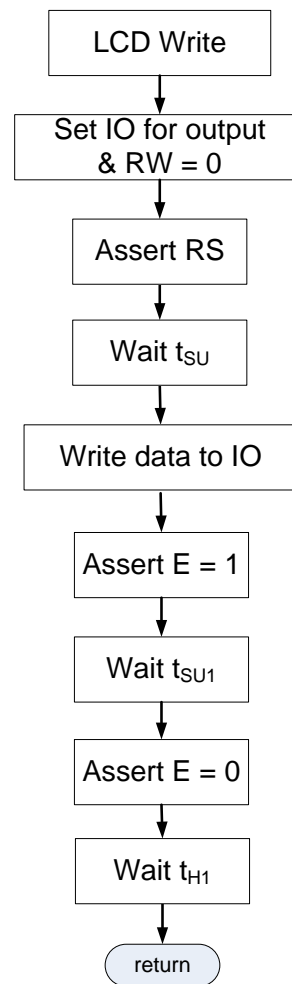 LCD Write
Set IO for output
& RW = 0
Assert RS
Wait tSU
Write data to IO
Assert E = 1
Wait tSU1
Assert E = 0
Wait tH1
return